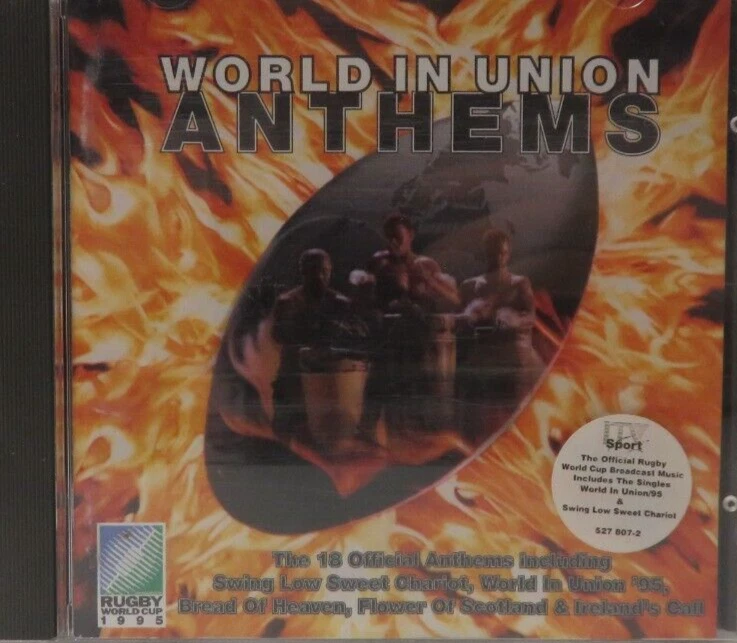 WORLD IN UNION
ANTHEMS
ITV
Sport
The Official Rugby
World Cup Broadcast Music
Includes The Singles
World In Union/95
&
Swing Low Sweet Chariot
527 807-2
The 18 Official Anthems including
Swing Low Sweet Chariot, World In Union '95,
Bread Of Heaven, Flower Of Scotland & Ireland's Call
RUGBY
WORLD CUP
1995